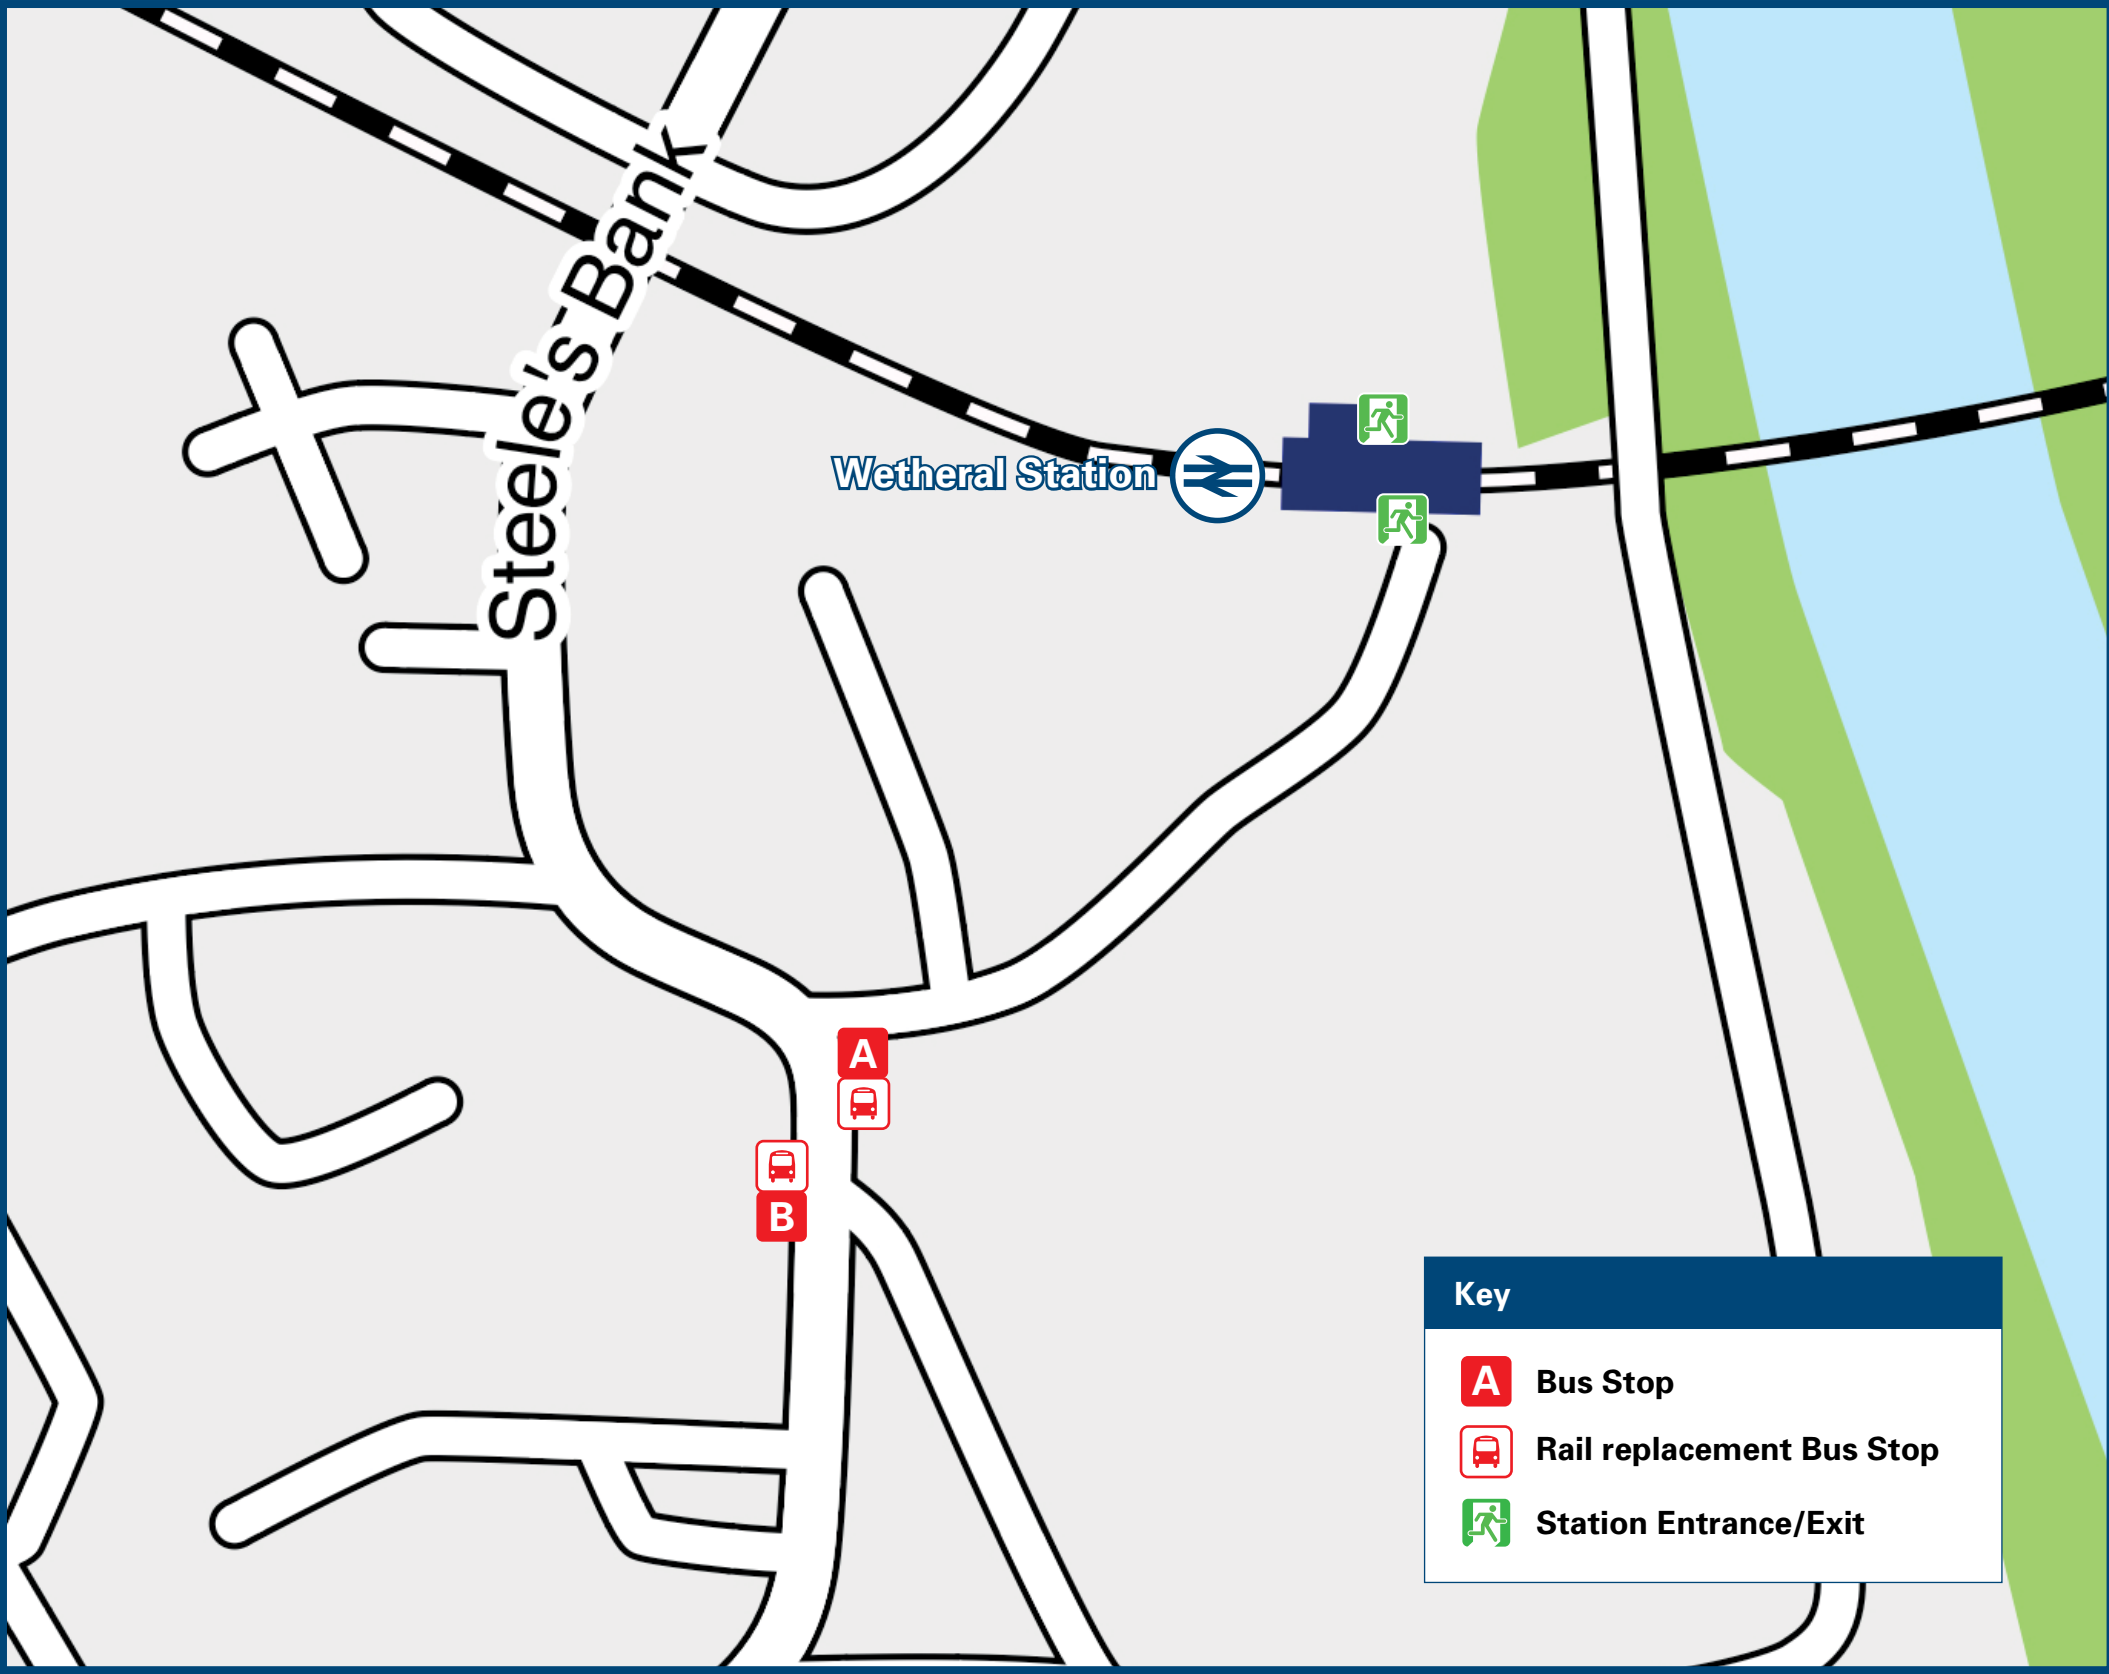 Steele's Bank
Wetheral Station
A
B
Key
A Bus Stop
Rail replacement Bus Stop
Station Entrance/Exit